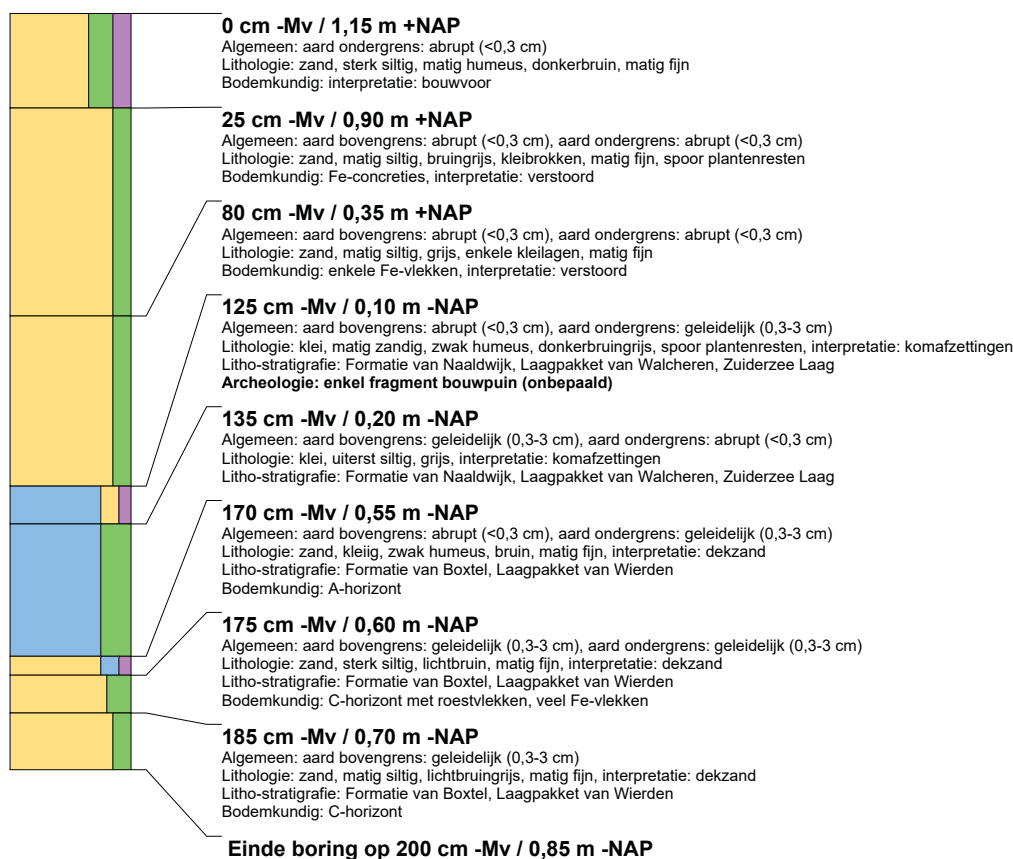 0 cm -Mv / 1,15 m +NAP
Algemeen: aard ondergrens: abrupt (<0,3 cm)
Lithologie: zand, sterk siltig, matig humeus, donkerbruin, matig fijn
Bodemkundig: interpretatie: bouwvoor
25 cm -Mv / 0,90 m +NAP
Algemeen: aard bovengrens: abrupt (<0,3 cm), aard ondergrens: abrupt (<0,3 cm)
Lithologie: zand, matig siltig, bruingrijs, kleibrokken, matig fijn, spoor plantenresten
Bodemkundig: Fe-concreties, interpretatie: verstoord
80 cm -Mv / 0,35 m +NAP
Algemeen: aard bovengrens: abrupt (<0,3 cm), aard ondergrens: abrupt (<0,3 cm)
Lithologie: zand, matig siltig, grijs, enkele kleilagen, matig fijn
Bodemkundig: enkele Fe-vlekken, interpretatie: verstoord
125 cm -Mv / 0,10 m -NAP
Algemeen: aard bovengrens: abrupt (<0,3 cm), aard ondergrens: geleidelijk (0,3-3 cm)
Lithologie: klei, matig zandig, zwak humeus, donkerbruingrijs, spoor plantenresten, interpretatie: komafzettingen
Litho-stratigrafie: Formatie van Naaldwijk, Laagpakket van Walcheren, Zuiderzee Laag
Archeologie: enkel fragment bouwpuin (onbepaald)
135 cm -Mv / 0,20 m -NAP
Algemeen: aard bovengrens: geleidelijk (0,3-3 cm), aard ondergrens: abrupt (<0,3 cm)
Lithologie: klei, uiterst siltig, grijs, interpretatie: komafzettingen
Litho-stratigrafie: Formatie van Naaldwijk, Laagpakket van Walcheren, Zuiderzee Laag
170 cm -Mv / 0,55 m -NAP
Algemeen: aard bovengrens: abrupt (<0,3 cm), aard ondergrens: geleidelijk (0,3-3 cm)
Lithologie: zand, kleiig, zwak humeus, bruin, matig fijn, interpretatie: dekzand
Litho-stratigrafie: Formatie van Boxtel, Laagpakket van Wierden
Bodemkundig: A-horizont
175 cm -Mv / 0,60 m -NAP
Algemeen: aard bovengrens: geleidelijk (0,3-3 cm), aard ondergrens: geleidelijk (0,3-3 cm)
Lithologie: zand, sterk siltig, lichtbruin, matig fijn, interpretatie: dekzand
Litho-stratigrafie: Formatie van Boxtel, Laagpakket van Wierden
Bodemkundig: C-horizont met roestvlekken, veel Fe-vlekken
185 cm -Mv / 0,70 m -NAP
Algemeen: aard bovengrens: geleidelijk (0,3-3 cm)
Lithologie: zand, matig siltig, lichtbruingrijs, matig fijn, interpretatie: dekzand
Litho-stratigrafie: Formatie van Boxtel, Laagpakket van Wierden
Bodemkundig: C-horizont
Einde boring op 200 cm -Mv / 0,85 m -NAP